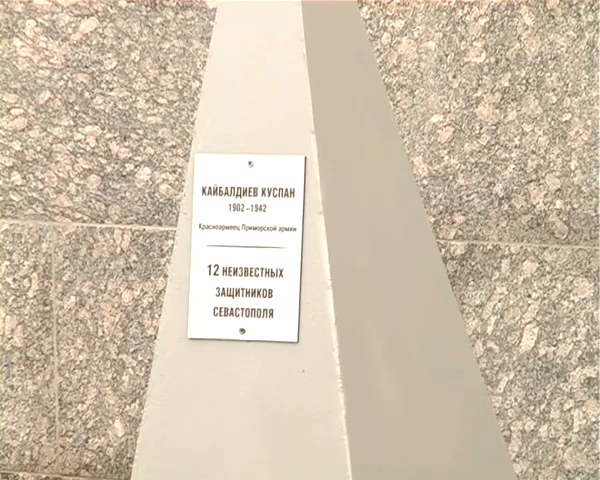 КАЙБАЛДИЕВ КУСПАН
1902–1942
Красноармеец Приморской армии
12 НЕИЗВЕСТНЫХ
ЗАЩИТНИКОВ
СЕВАСТОПОЛЯ